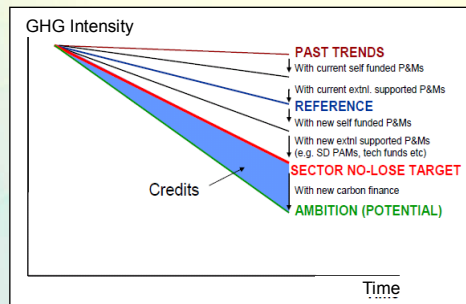 GHG Intensity
PAST TRENDS
With current self funded P&Ms
With current extnl. supported P&Ms
REFERENCE
With new self funded P&Ms
With new extnl supported P&Ms
(e.g. SD PAMs, tech funds etc)
SECTOR NO-LOSE TARGET
Credits
With new carbon finance
AMBITION (POTENTIAL)
Time